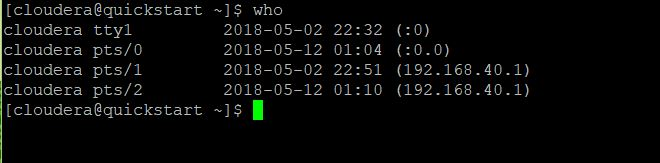 [cloudera@quickstart ~]$ who
cloudera tty1         2018-05-02 22:32 (:0)
cloudera pts/0        2018-05-12 01:04 (:0.0)
cloudera pts/1        2018-05-02 22:51 (192.168.40.1)
cloudera pts/2        2018-05-12 01:10 (192.168.40.1)
[cloudera@quickstart ~]$